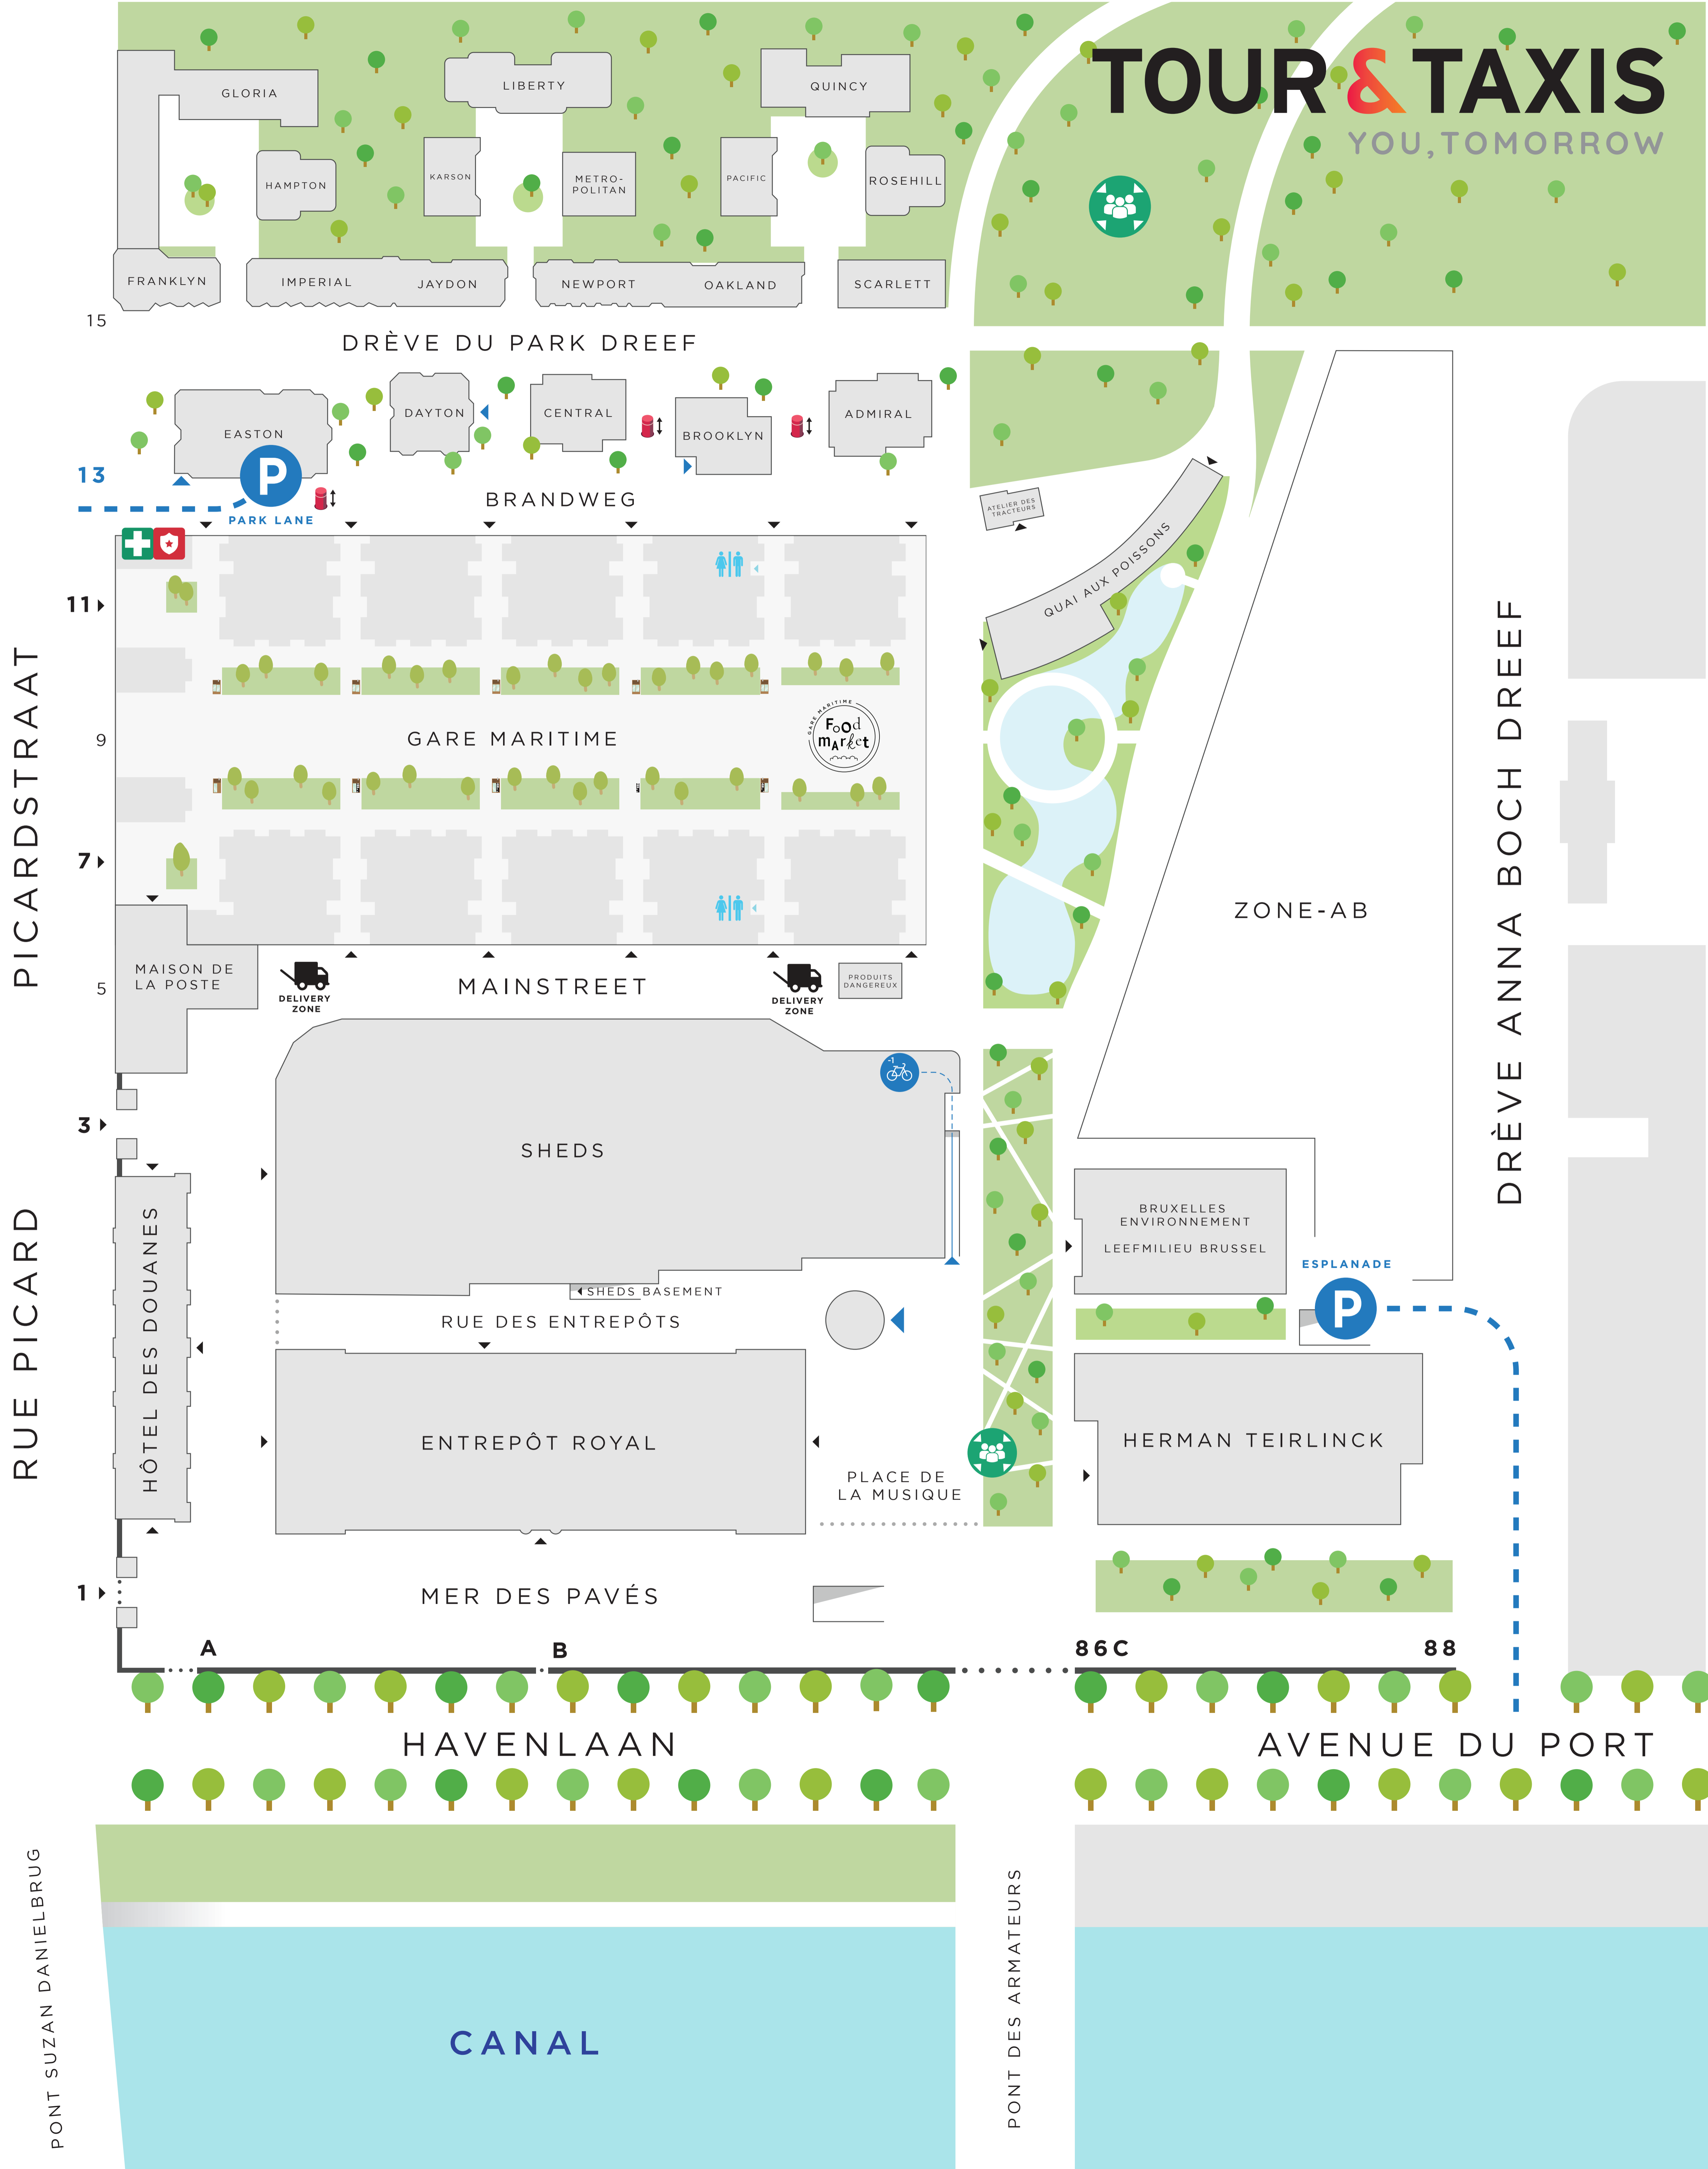 TOUR & TAXIS
YOU, TOMORROW
GLORIA
LIBERTY
QUINCY
HAMPTON
KARSON
METRO-
POLITAN
PACIFIC
ROSEHILL
FRANKLYN
IMPERIAL
JAYDON
NEWPORT
OAKLAND
SCARLETT
15
DRÈVE DU PARK DREEF
EASTON
DAYTON
CENTRAL
BROOKLYN
ADMIRAL
13
P
PARK LANE
BRANDWEG
ATELIER DES
TRACTEURS
QUAI AUX POISSONS
11
9
7
GARE MARITIME
GARE MARITIME
Food
mArket
PICARDSTRAAT
ZONE-AB
DRÈVE ANNA BOCH DREEF
MAISON DE
LA POSTE
5
DELIVERY
ZONE
MAINSTREET
DELIVERY
ZONE
PRODUITS
DANGEREUX
-1
3
SHEDS
SHEDS BASEMENT
RUE DES ENTREPÔTS
RUE PICARD
HÔTEL DES DOUANES
BRUXELLES
ENVIRONNEMENT
LEEFMILIEU BRUSSEL
ESPLANADE
P
ENTREPÔT ROYAL
PLACE DE
LA MUSIQUE
HERMAN TEIRLINCK
1
MER DES PAVÉS
A
B
86C
88
HAVENLAAN
AVENUE DU PORT
PONT SUZAN DANIELBRUG
PONT DES ARMATEURS
CANAL